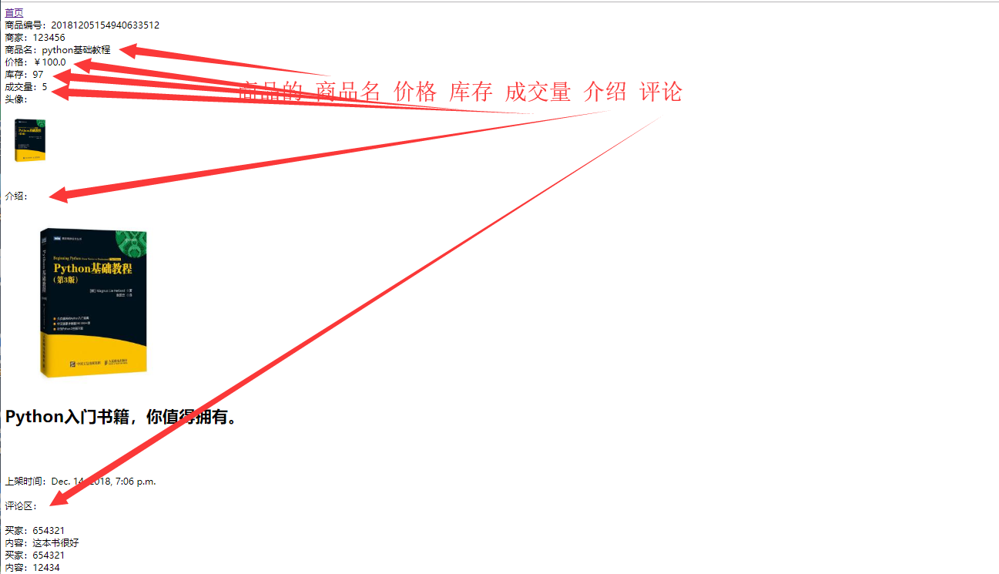 首页
商品编号：20181205154940633512
商家：123456
商品名：python基础教程
价格：￥100.0
库存：97
成交量：5
商品的 商品名 价格 库存 成交量 介绍 评论
头像：
介绍：
Python基础教程
（第3版）
Python入门书籍，你值得拥有。
上架时间：Dec. 14, 2018, 7:06 p.m.
评论区：
买家：654321
内容：这本书很好
买家：654321
内容：12434